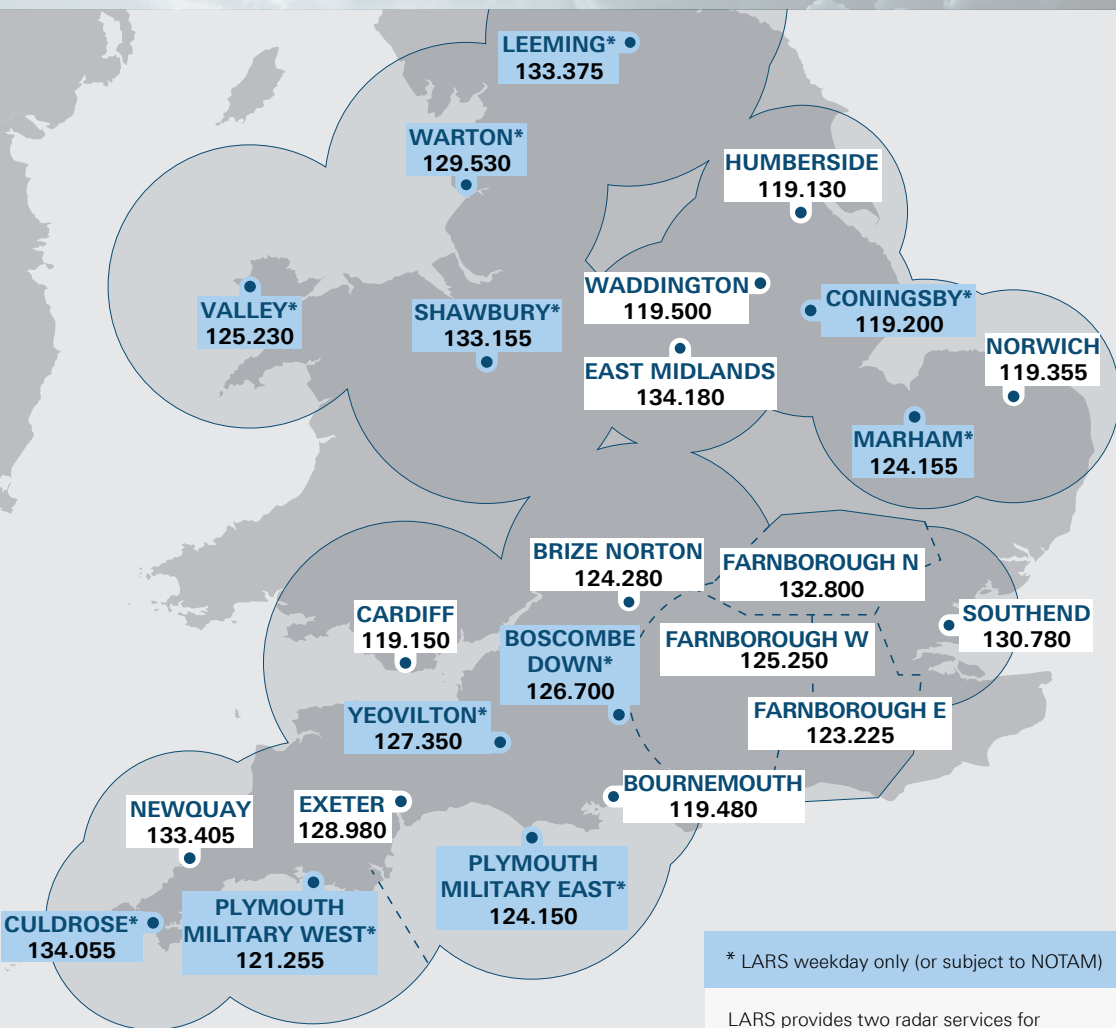 LEEMING*
133.375
WARTON*
129.530
HUMBERSIDE
119.130
VALLEY*
125.230
SHAWBURY*
133.155
WADDINGTON
119.500
CONINGSBY*
119.200
EAST MIDLANDS
134.180
NORWICH
119.355
MARHAM*
124.155
BRIZE NORTON
124.280
FARNBOROUGH N
132.800
CARDIFF
119.150
BOSCOMBE
DOWN*
126.700
FARNBOROUGH W
125.250
SOUTHEND
130.780
YEOVILTON*
127.350
FARNBOROUGH E
123.225
NEWQUAY
133.405
EXETER
128.980
BOURNEMOUTH
119.480
PLYMOUTH
MILITARY EAST*
124.150
CULDROSE*
134.055
PLYMOUTH
MILITARY WEST*
121.255
* LARS weekday only (or subject to NOTAM)
LARS provides two radar services for